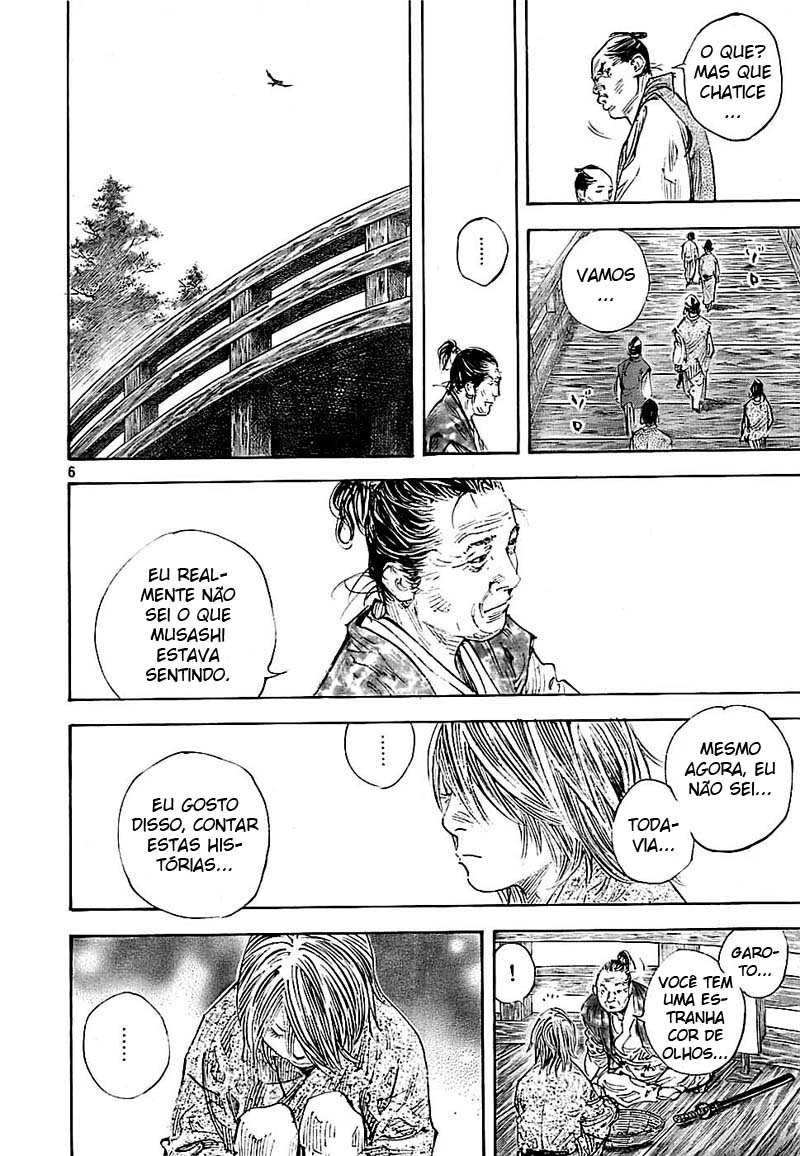 O QUE?
MAS QUE
CHATICE
...
VAMOS
...
......
6
EU REAL-
MENTE NÃO
SEI O QUE
MUSASHI
ESTAVA
SENTINDO.
MESMO
AGORA, EU
NÃO SEI...
TODA-
VIA...
......
EU GOSTO
DISSO, CONTAR
ESTAS HIS-
TÓRIAS...
GARO-
TO...
VOCÊ TEM
UMA ES-
TRANHA
COR DE
OLHOS...
!
......